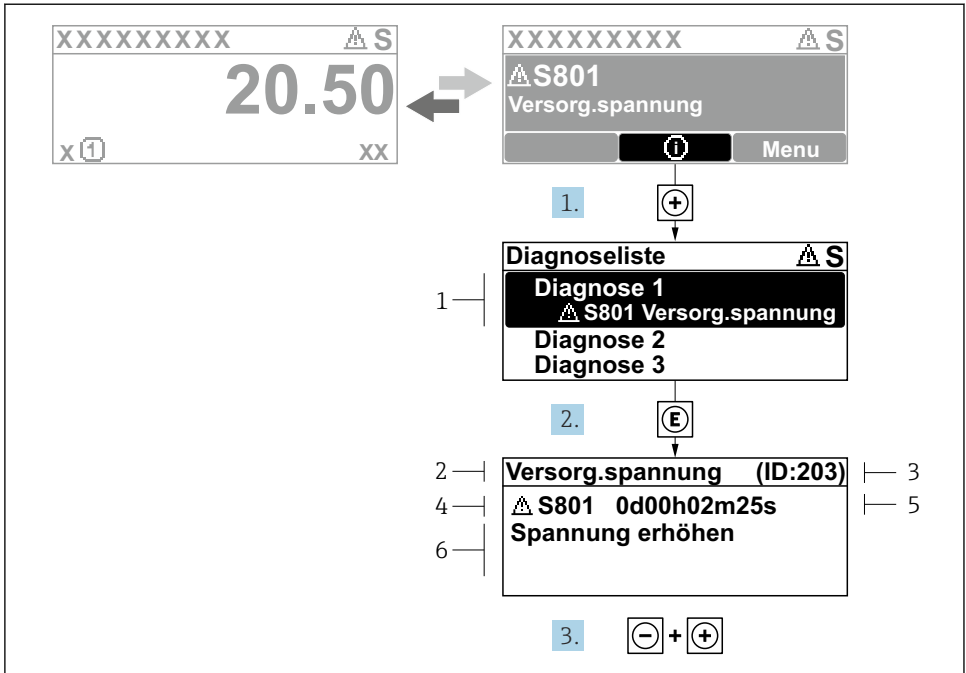 XXXXXXXXX ⚠ S
20.50
x ① xx
XXXXXXXXX ⚠ S
⚠ S801
Versorg.spannung
ⓘ Menu
1. +
Diagnoseliste ⚠ S
1 Diagnose 1
⚠ S801 Versorg.spannung
Diagnose 2
Diagnose 3
2. E
2 Versorg.spannung (ID:203) 3
4 ⚠ S801 0d00h02m25s 5
6 Spannung erhöhen
3. − + +